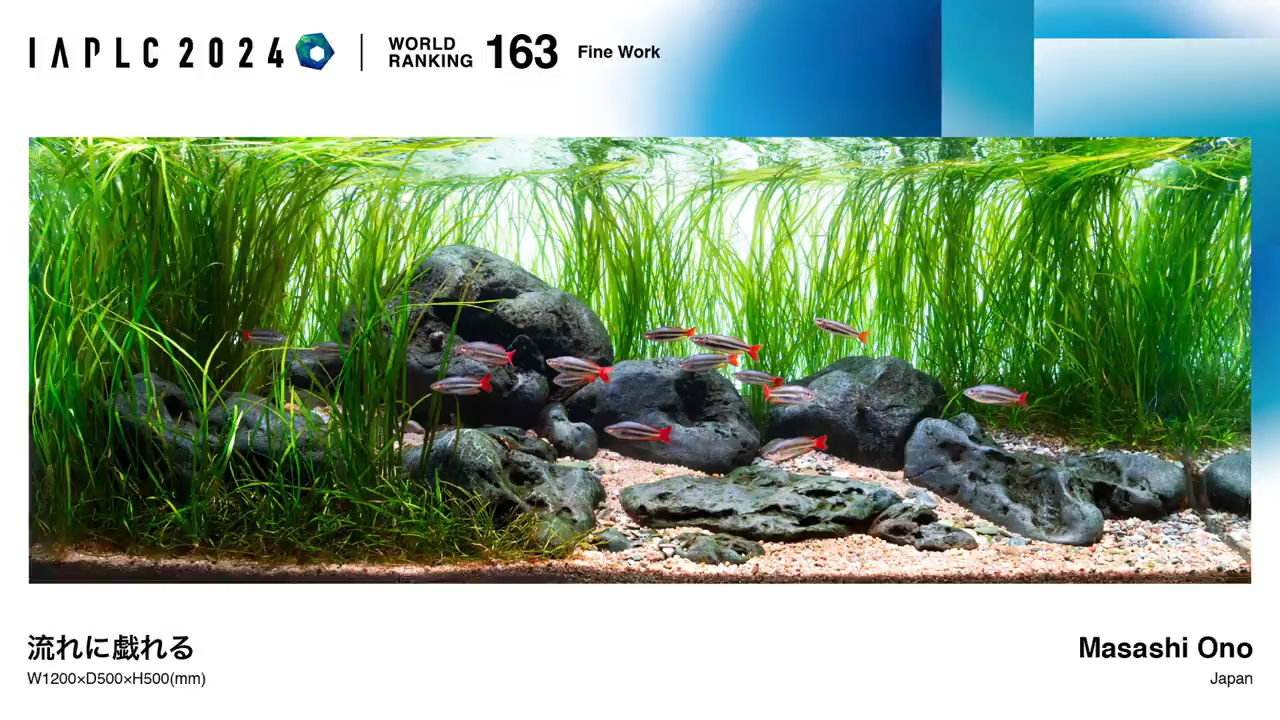 IAPLC 2024
WORLD
RANKING
163
Fine Work
流れに戯れる
W1200×D500×H500(mm)
Masashi Ono
Japan